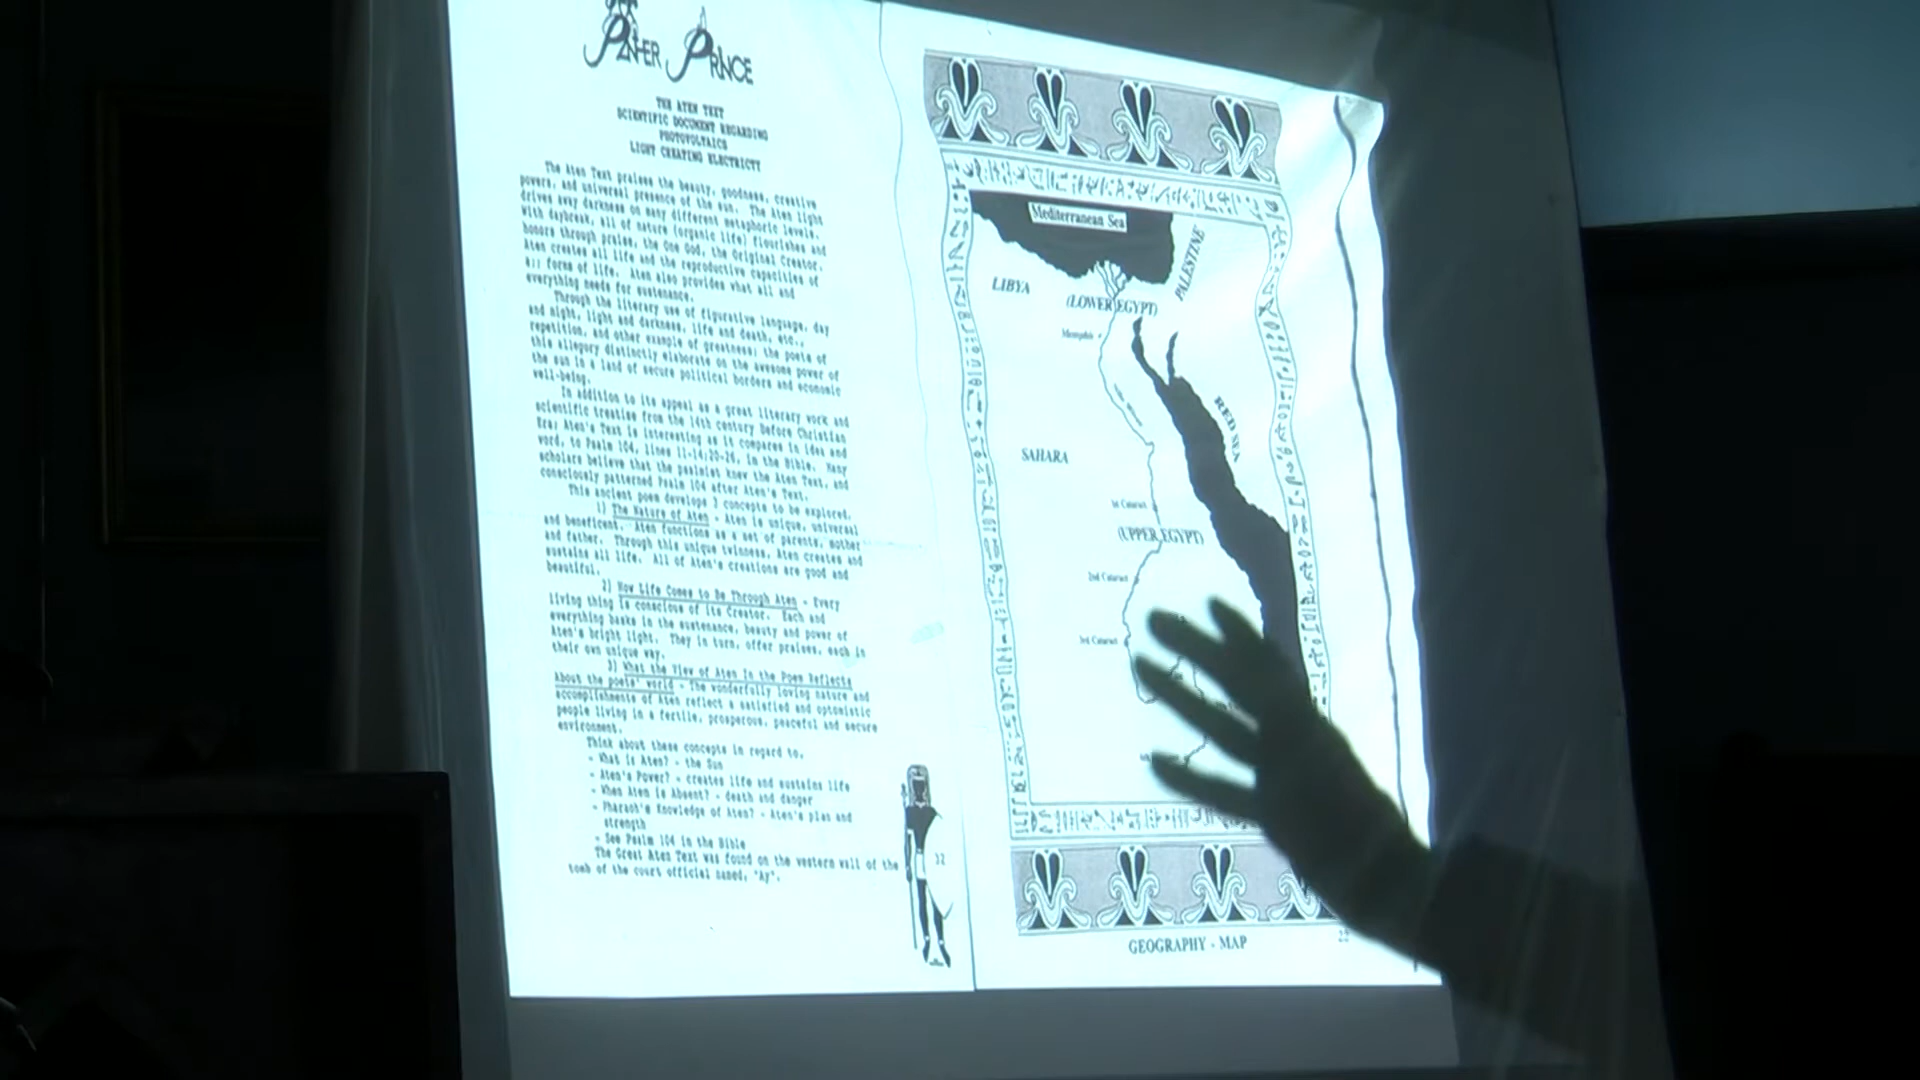 THE ATEN TEXT
SCIENTIFIC DOCUMENT REGARDING
PHOTOVOLTAICS
LIGHT CREATING ELECTRICTY
The Aten Text praises the beauty, goodness, creative
powers, and universal presence of the sun. The Aten light
drives away darkness on many different metaphoric levels.
With daybreak, all of nature (organic life) flourishes and
honors through praise, the One God, the Original Creator.
Aten creates all life and the reproductive capacities of
forms of life. Aten also provides what all and
everything needs for sustenance.
Through the literary use of figurative language, day
and night, light and darkness, life and death, etc.,
repetition, and other example of greatness; the poets of
this allegory distinctly elaborate on the awesome power of
the sun in a land of secure political borders and economic
well-being.
In addition to its appeal as a great literary work and
scientific treatise from the 14th century Before Christian
Era; Aten's Text is interesting as it compares in idea and
word, to Psalm 104, lines 11-14;20-26, in the Bible. Many
scholars believe that the psalmist knew the Aten Text, and
consciously patterned Psalm 104 after Aten's Text.
This ancient poem develops 3 concepts to be explored.
1) The Nature of Aten - Aten is unique, universal
and beneficent. Aten functions as a set of parents, mother
and father. Through this unique twinness, Aten creates and
sustains all life. All of Aten's creations are good and
beautiful.
2) How Life Comes to Be Through Aten - Every
living thing is conscious of its Creator. Each and
everything basks in the sustenance, beauty and power of
Aten's bright light. They in turn, offer praises, each in
their own unique way.
3) What the View of Aten In the Poem Reflects
About the poets' world - The wonderfully loving nature and
accomplishments of Aten reflect a satisfied and optomistic
people living in a fertile, prosperous, peaceful and secure
environment.
Think about these concepts in regard to,
- What is Aten? - the Sun
- Aten's Power? - creates life and sustains life
- When Aten is Absent? - death and danger
- Pharaoh's Knowledge of Aten? - Aten's plan and
strength
- See Psalm 104 in the Bible
The Great Aten Text was found on the western wall of the
tomb of the court official named, "Ay".
32
Mediterranean Sea
PALESTINE
LIBYA
(LOWER EGYPT)
Memphis
RED SEA
SAHARA
1st Cataract
(UPPER EGYPT)
2nd Cataract
3rd Cataract
GEOGRAPHY - MAP